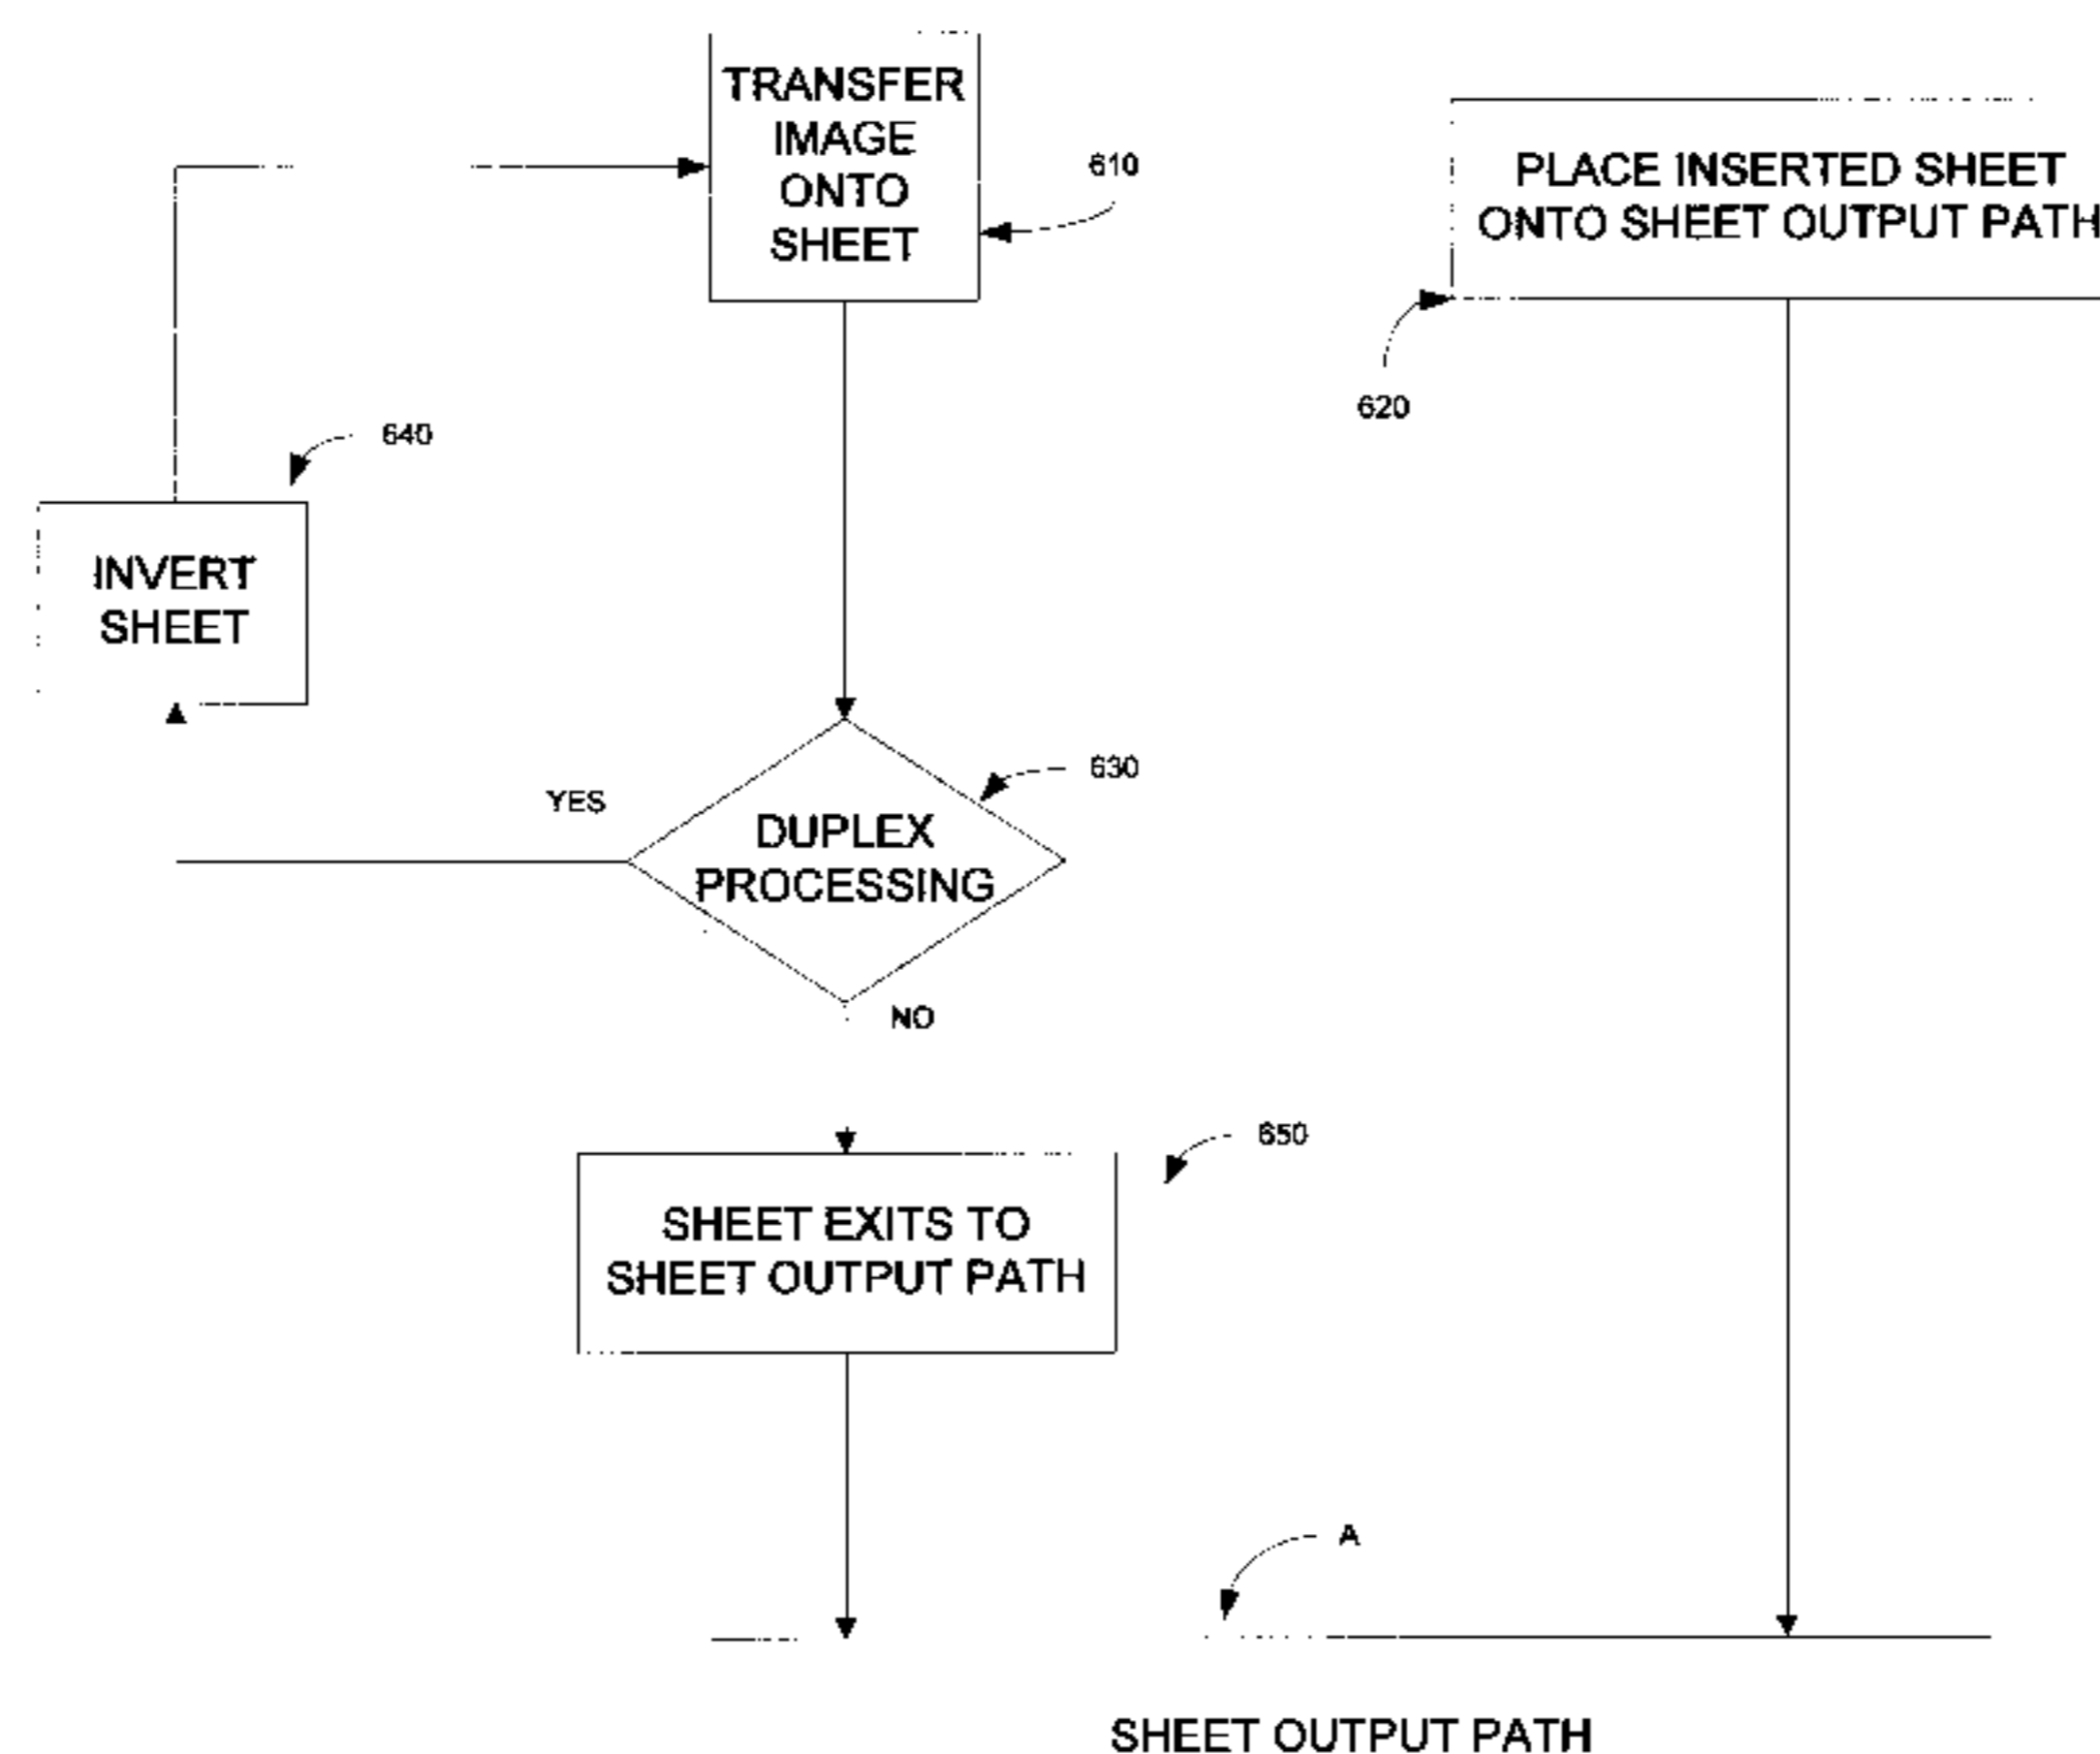 TRANSFER
IMAGE
ONTO
SHEET
610
PLACE INSERTED SHEET
ONTO SHEET OUTPUT PATH
620
640
INVERT
SHEET
630
YES
DUPLEX
PROCESSING
NO
650
SHEET EXITS TO
SHEET OUTPUT PATH
A
SHEET OUTPUT PATH